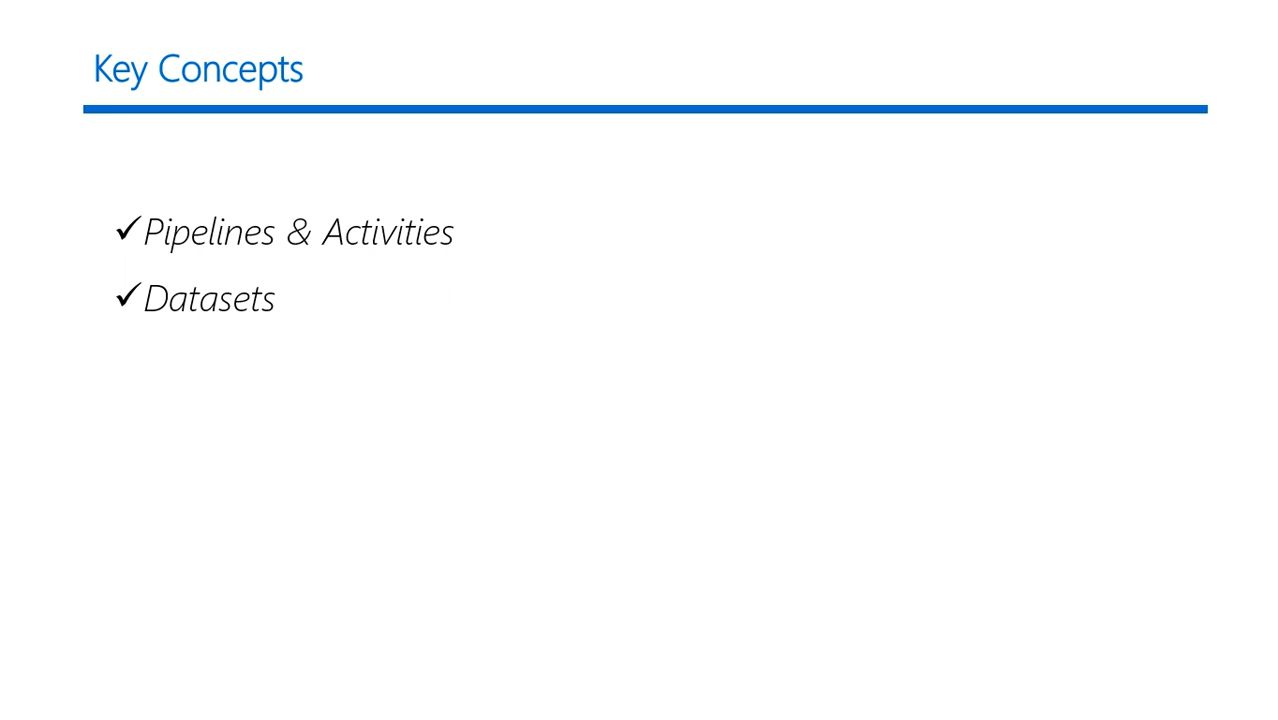 Key Concepts
✓Pipelines & Activities
✓Datasets